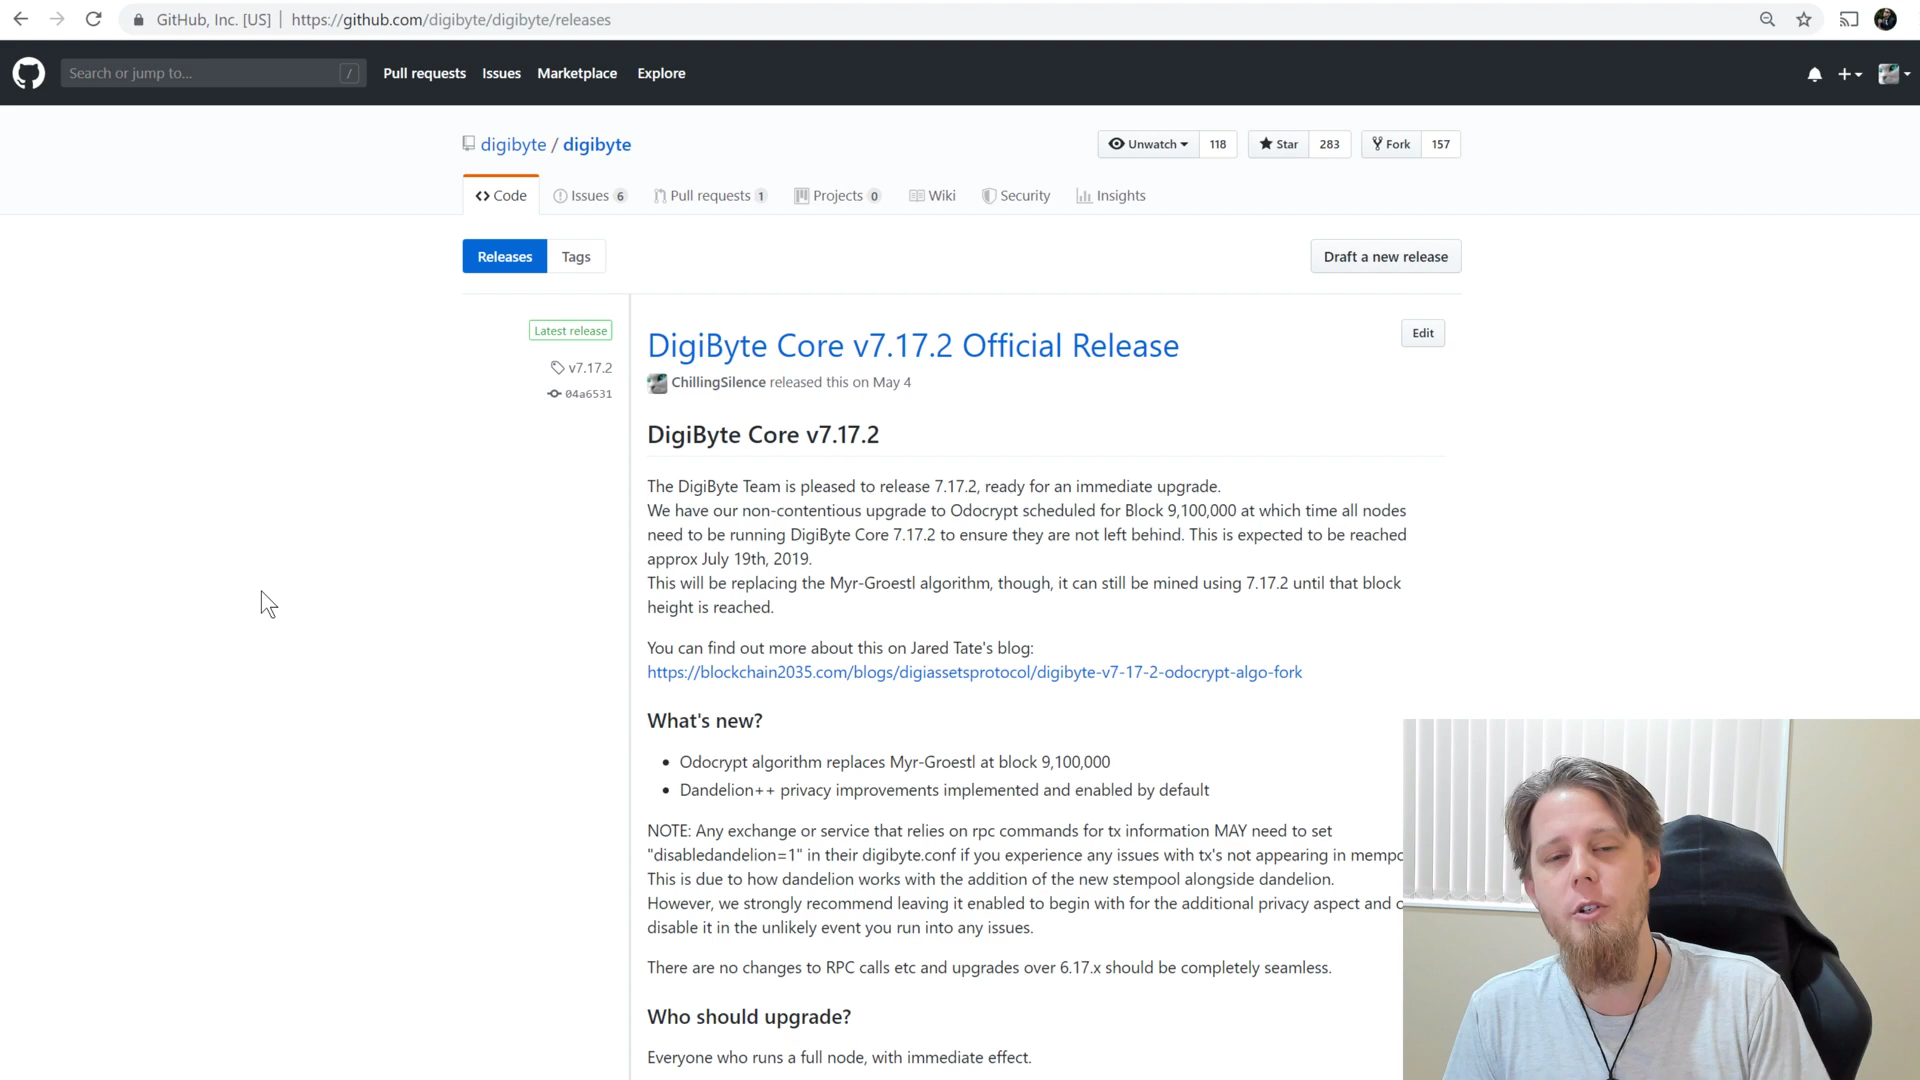 GitHub, Inc. [US] | https://github.com/digibyte/digibyte/releases
Search or jump to... /
Pull requests Issues Marketplace Explore
digibyte / digibyte
Unwatch 118 Star 283 Fork 157
Code Issues 6 Pull requests 1 Projects 0 Wiki Security Insights
Releases Tags
Draft a new release
Latest release
v7.17.2
04a6531
DigiByte Core v7.17.2 Official Release
Edit
ChillingSilence released this on May 4
DigiByte Core v7.17.2
The DigiByte Team is pleased to release 7.17.2, ready for an immediate upgrade.
We have our non-contentious upgrade to Odocrypt scheduled for Block 9,100,000 at which time all nodes
need to be running DigiByte Core 7.17.2 to ensure they are not left behind. This is expected to be reached
approx July 19th, 2019.
This will be replacing the Myr-Groestl algorithm, though, it can still be mined using 7.17.2 until that block
height is reached.
You can find out more about this on Jared Tate's blog:
https://blockchain2035.com/blogs/digiassetsprotocol/digibyte-v7-17-2-odocrypt-algo-fork
What's new?
• Odocrypt algorithm replaces Myr-Groestl at block 9,100,000
• Dandelion++ privacy improvements implemented and enabled by default
NOTE: Any exchange or service that relies on rpc commands for tx information MAY need to set
"disabledandelion=1" in their digibyte.conf if you experience any issues with tx's not appearing in mempo
This is due to how dandelion works with the addition of the new stempool alongside dandelion.
However, we strongly recommend leaving it enabled to begin with for the additional privacy aspect and
disable it in the unlikely event you run into any issues.
There are no changes to RPC calls etc and upgrades over 6.17.x should be completely seamless.
Who should upgrade?
Everyone who runs a full node, with immediate effect.